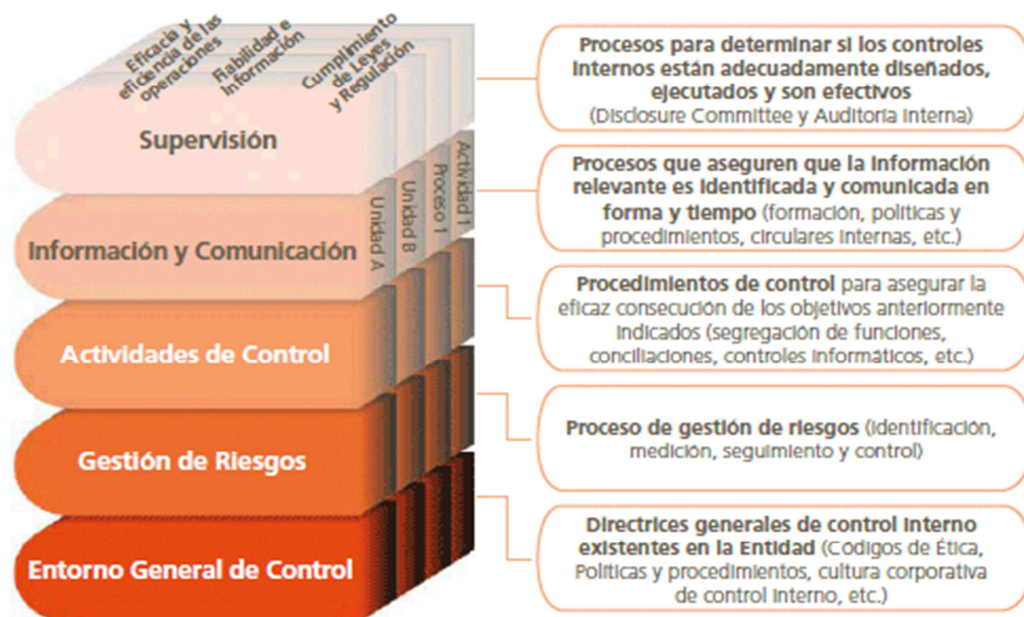 Eficacia y
eficiencia de las
operaciones
Fiabilidad e
Información
Cumplimiento
de Leyes
y Regulación
Supervisión
Información y Comunicación
Actividades de Control
Gestión de Riesgos
Entorno General de Control
Unidad A
Unidad B
Proceso 1
Actividad 1
Procesos para determinar si los controles
internos están adecuadamente diseñados,
ejecutados y son efectivos
(Disclosure Committee y Auditoría Interna)
Procesos que aseguren que la información
relevante es identificada y comunicada en
forma y tiempo (formación, políticas y
procedimientos, circulares internas, etc.)
Procedimientos de control para asegurar la
eficaz consecución de los objetivos anteriormente
indicados (segregación de funciones,
conciliaciones, controles informáticos, etc.)
Proceso de gestión de riesgos (identificación,
medición, seguimiento y control)
Directrices generales de control interno
existentes en la Entidad (Códigos de Ética,
Políticas y procedimientos, cultura corporativa
de control interno, etc.)